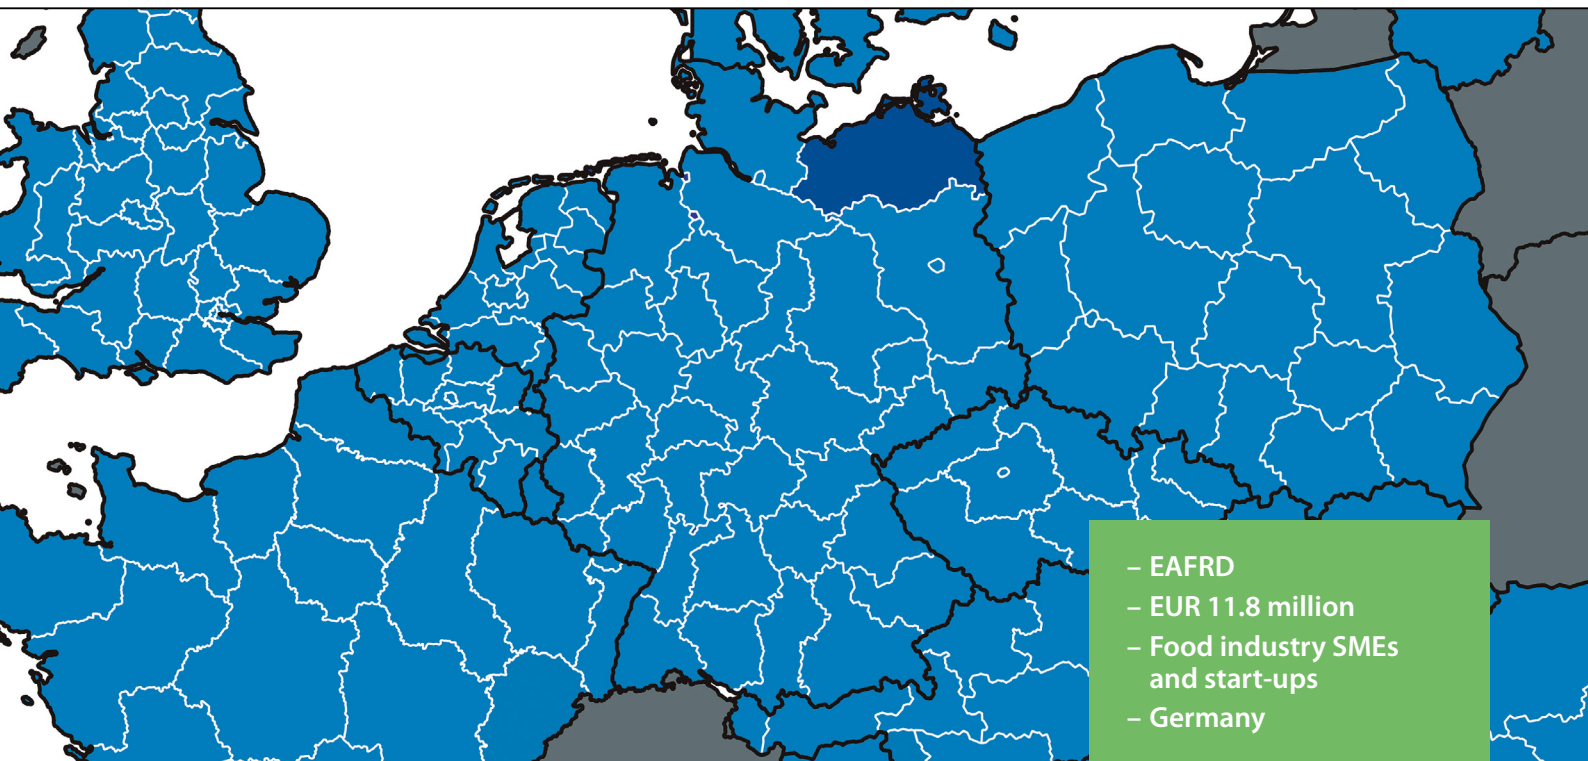 – EAFRD
– EUR 11.8 million
– Food industry SMEs
and start-ups
– Germany